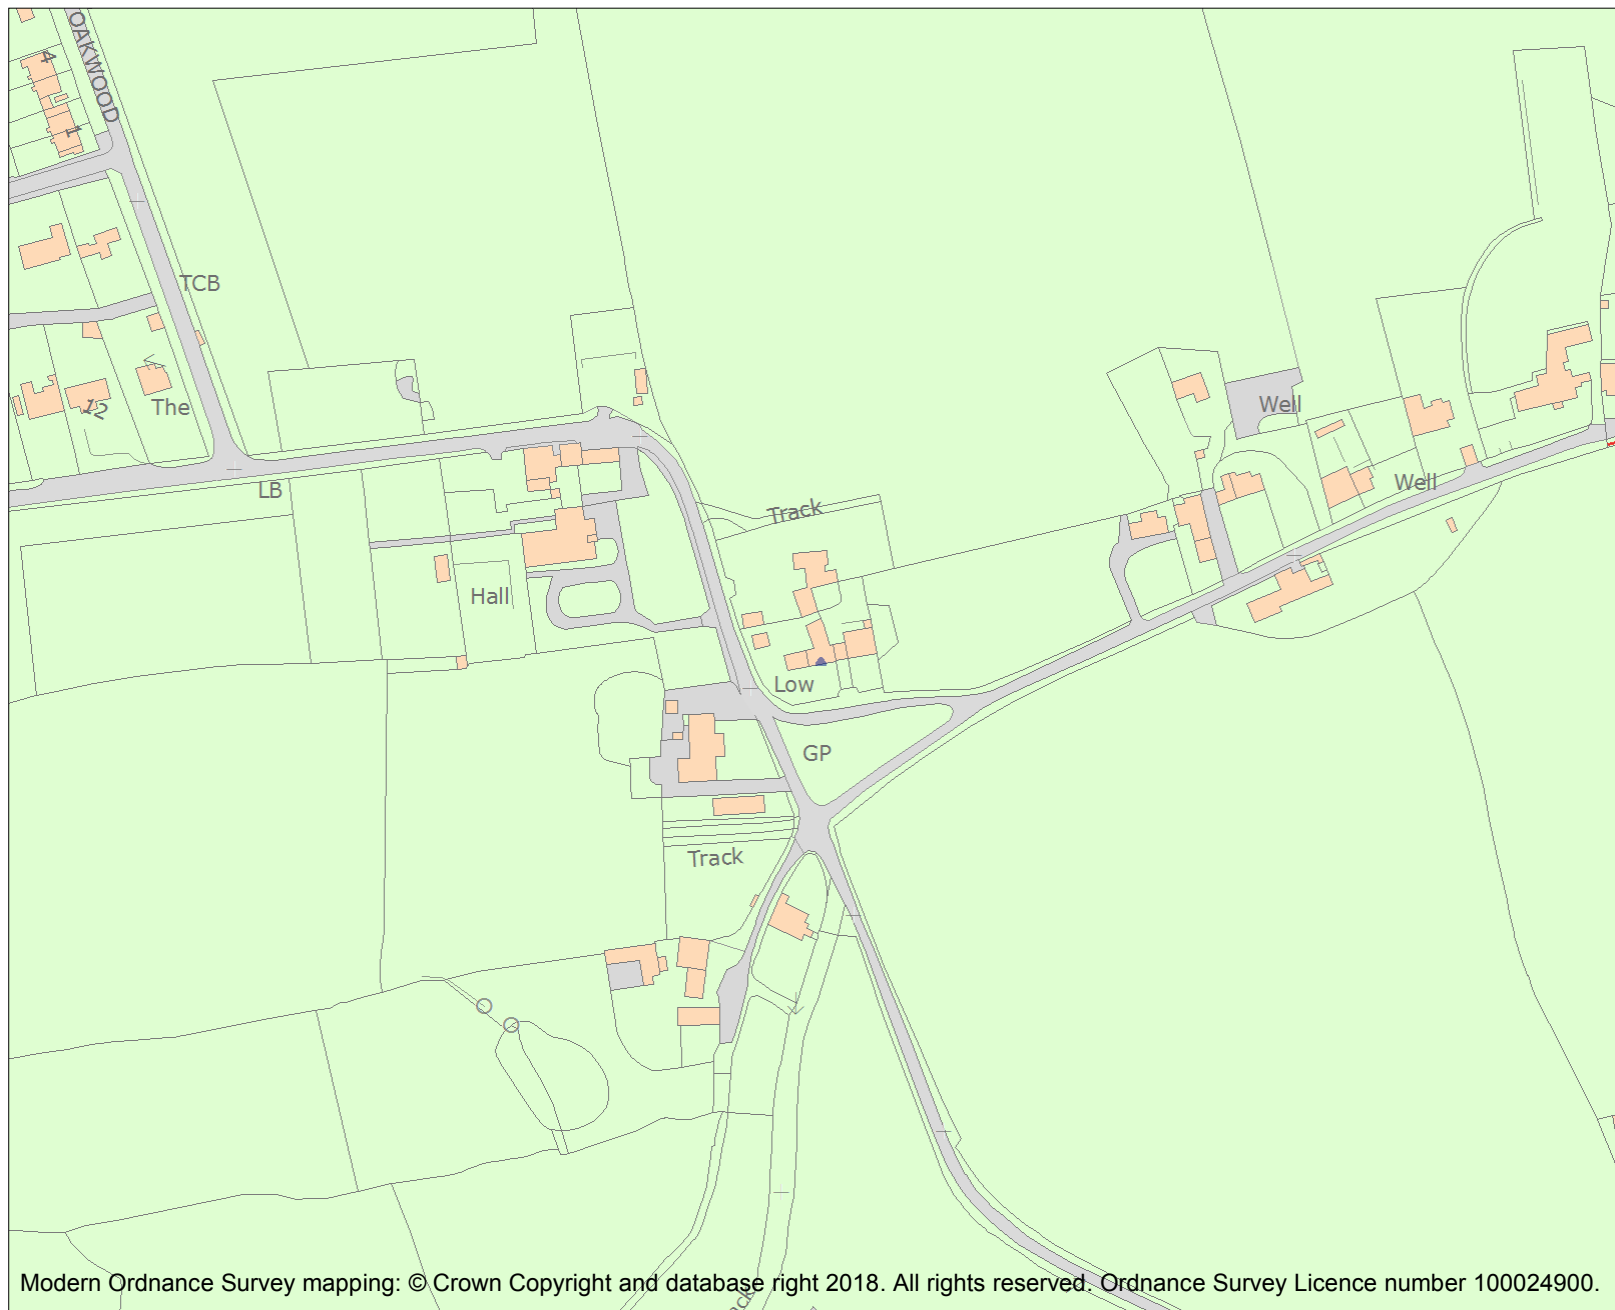 OAKWOOD
4
1
TCB
The
12
LB
Hall
Track
Well
Well
Low
GP
Track
Modern Ordnance Survey mapping: © Crown Copyright and database right 2018. All rights reserved. Ordnance Survey Licence number 100024900.